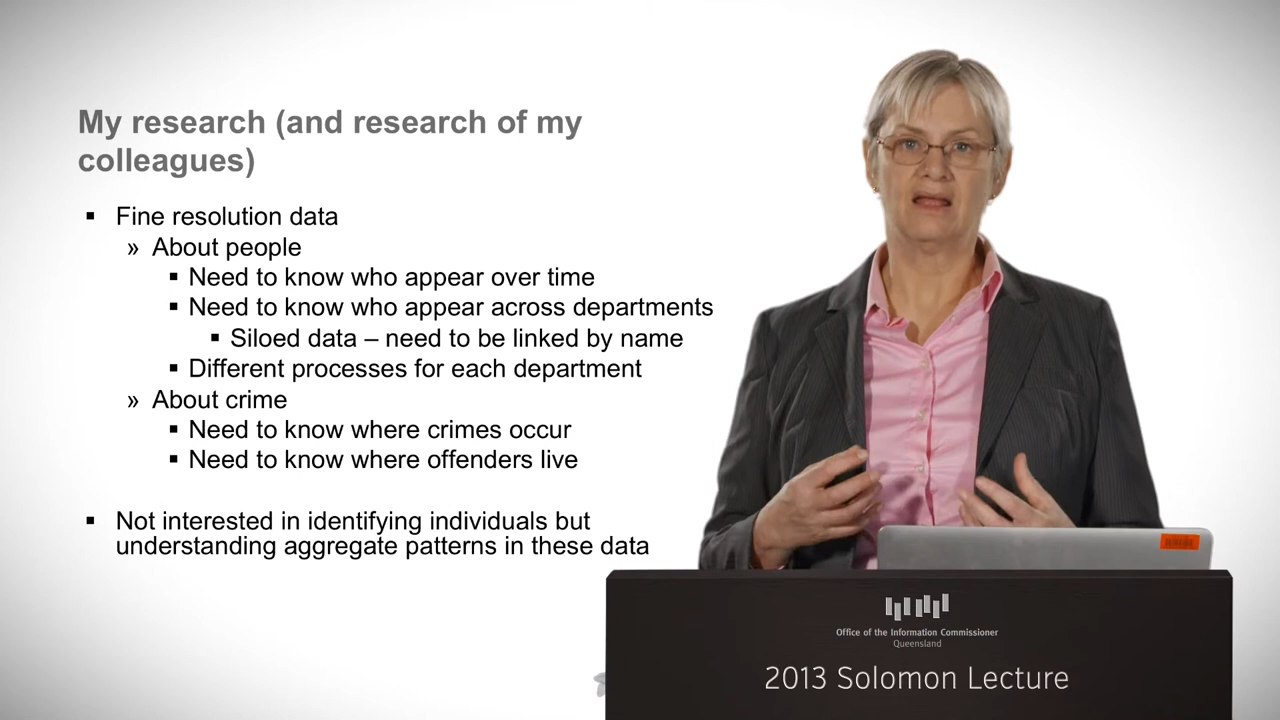 My research (and research of my
colleagues)
▪ Fine resolution data
» About people
▪ Need to know who appear over time
▪ Need to know who appear across departments
▪ Siloed data – need to be linked by name
▪ Different processes for each department
» About crime
▪ Need to know where crimes occur
▪ Need to know where offenders live
▪ Not interested in identifying individuals but
understanding aggregate patterns in these data
Office of the Information Commissioner
Queensland
2013 Solomon Lecture